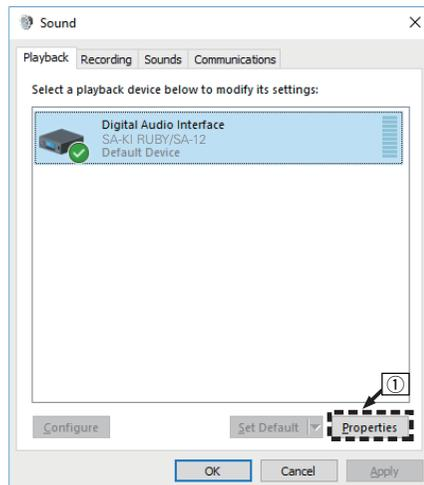 Sound
Playback Recording Sounds Communications
Select a playback device below to modify its settings:
Digital Audio Interface
SA-KI RUBY/SA-12
Default Device
①
Configure Set Default Properties
OK Cancel Apply